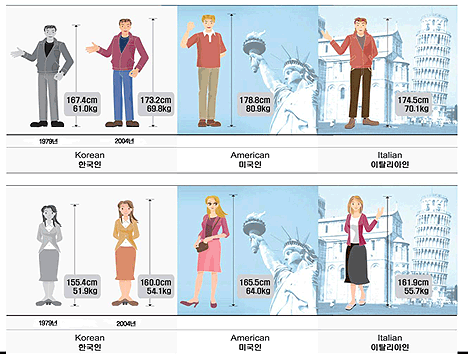 167.4cm
61.0kg
173.2cm
69.8kg
178.8cm
80.9kg
174.5cm
70.1kg
1979년
2004년
Korean
한국인
American
미국인
Italian
이탈리아인
155.4cm
51.9kg
160.0cm
54.1kg
165.5cm
64.0kg
161.9cm
55.7kg
1979년
2004년
Korean
한국인
American
미국인
Italian
이탈리아인